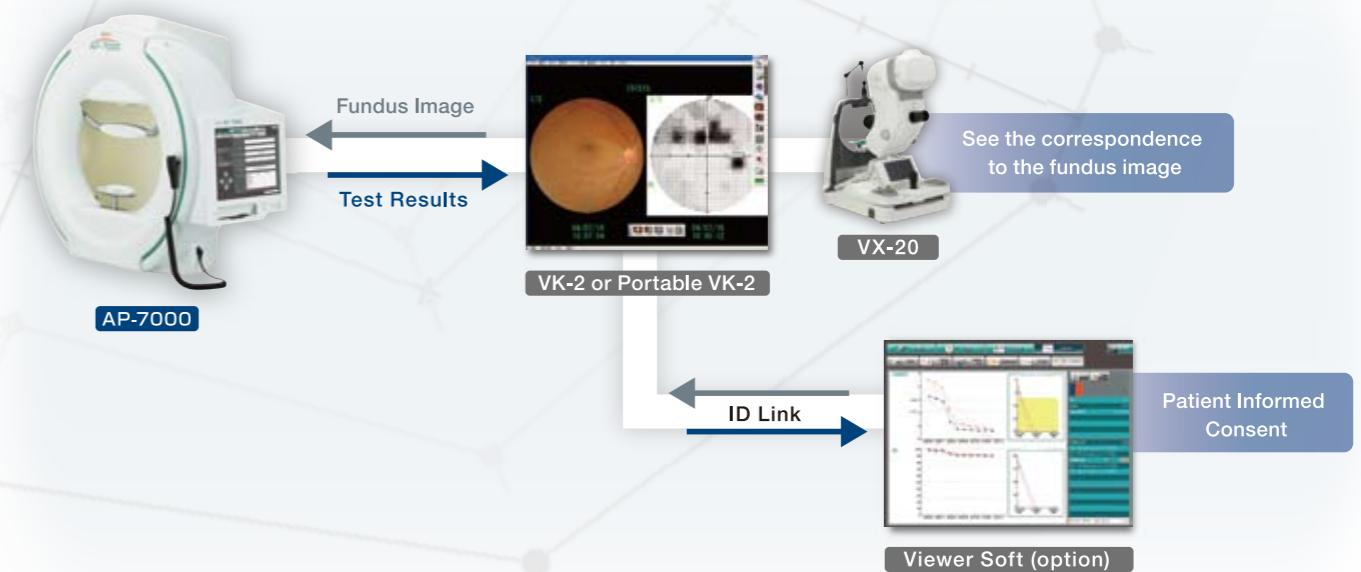 Fundus Image
Test Results
AP-7000
VK-2 or Portable VK-2
VX-20
See the correspondence
to the fundus image
ID Link
Patient Informed
Consent
Viewer Soft (option)